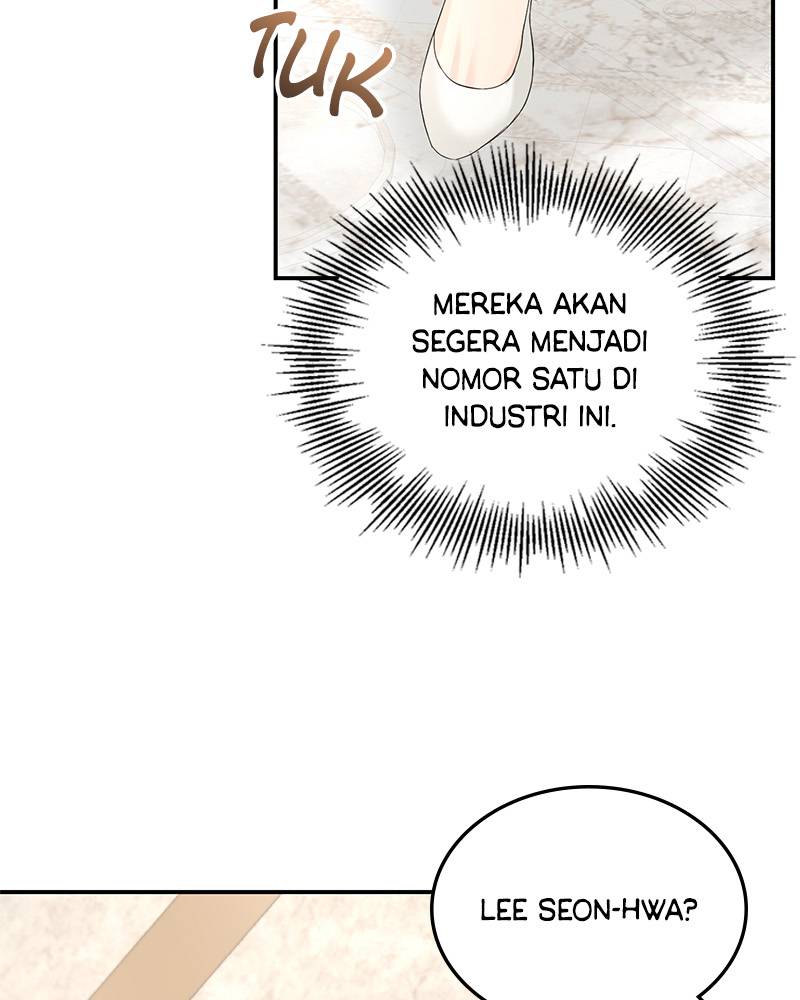 TUK
MEREKA AKAN
SEGERA MENJADI
NOMOR SATU DI
INDUSTRI INI.
LEE SEON-HWA?